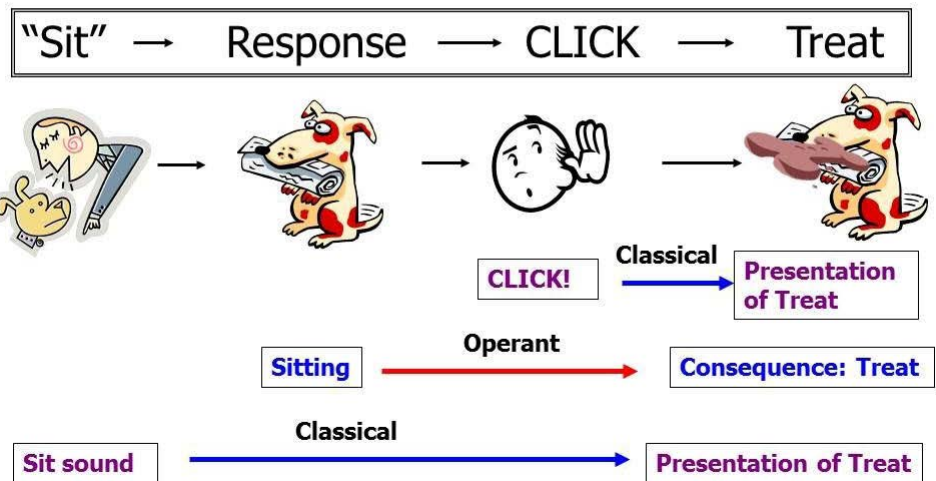 “Sit” → Response → CLICK → Treat
Classical
CLICK!
Presentation
of Treat
Operant
Sitting
Consequence: Treat
Classical
Sit sound
Presentation of Treat